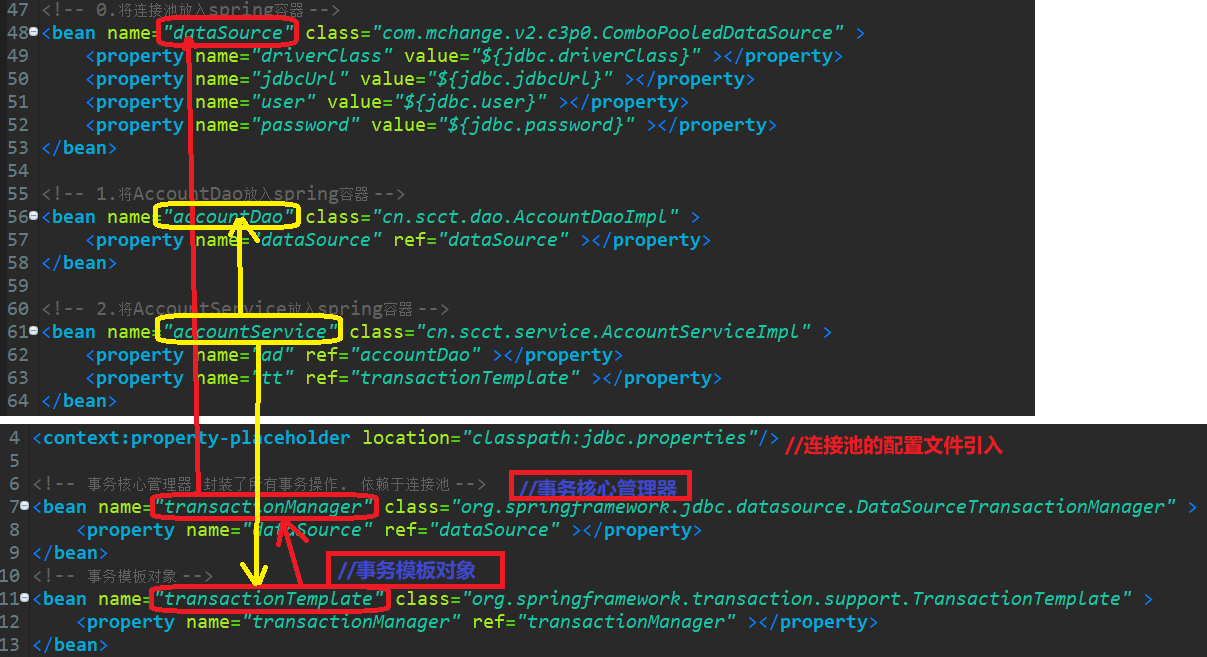 47 <!-- 0.将连接池放入spring容器 -->
48 <bean name="dataSource" class="com.mchange.v2.c3p0.ComboPooledDataSource" >
49 <property name="driverClass" value="${jdbc.driverClass}" ></property>
50 <property name="jdbcUrl" value="${jdbc.jdbcUrl}" ></property>
51 <property name="user" value="${jdbc.user}" ></property>
52 <property name="password" value="${jdbc.password}" ></property>
53 </bean>
54
55 <!-- 1.将AccountDao放入spring容器 -->
56 <bean name="accountDao" class="cn.scct.dao.AccountDaoImpl" >
57 <property name="dataSource" ref="dataSource" ></property>
58 </bean>
59
60 <!-- 2.将AccountService放入spring容器 -->
61 <bean name="accountService" class="cn.scct.service.AccountServiceImpl" >
62 <property name="ad" ref="accountDao" ></property>
63 <property name="tt" ref="transactionTemplate" ></property>
64 </bean>
4 <context:property-placeholder location="classpath:jdbc.properties"/> //连接池的配置文件引入
5
6 <!-- 事务核心管理器,封装了所有事务操作. 依赖于连接池 --> //事务核心管理器
7 <bean name="transactionManager" class="org.springframework.jdbc.datasource.DataSourceTransactionManager" >
8 <property name="dataSource" ref="dataSource" ></property>
9 </bean>
10 <!-- 事务模板对象 --> //事务模板对象
11 <bean name="transactionTemplate" class="org.springframework.transaction.support.TransactionTemplate" >
12 <property name="transactionManager" ref="transactionManager" ></property>
13 </bean>